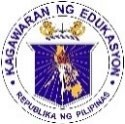 KAGAWARAN NG EDUKASYON
REPUBLIKA NG PILIPINAS